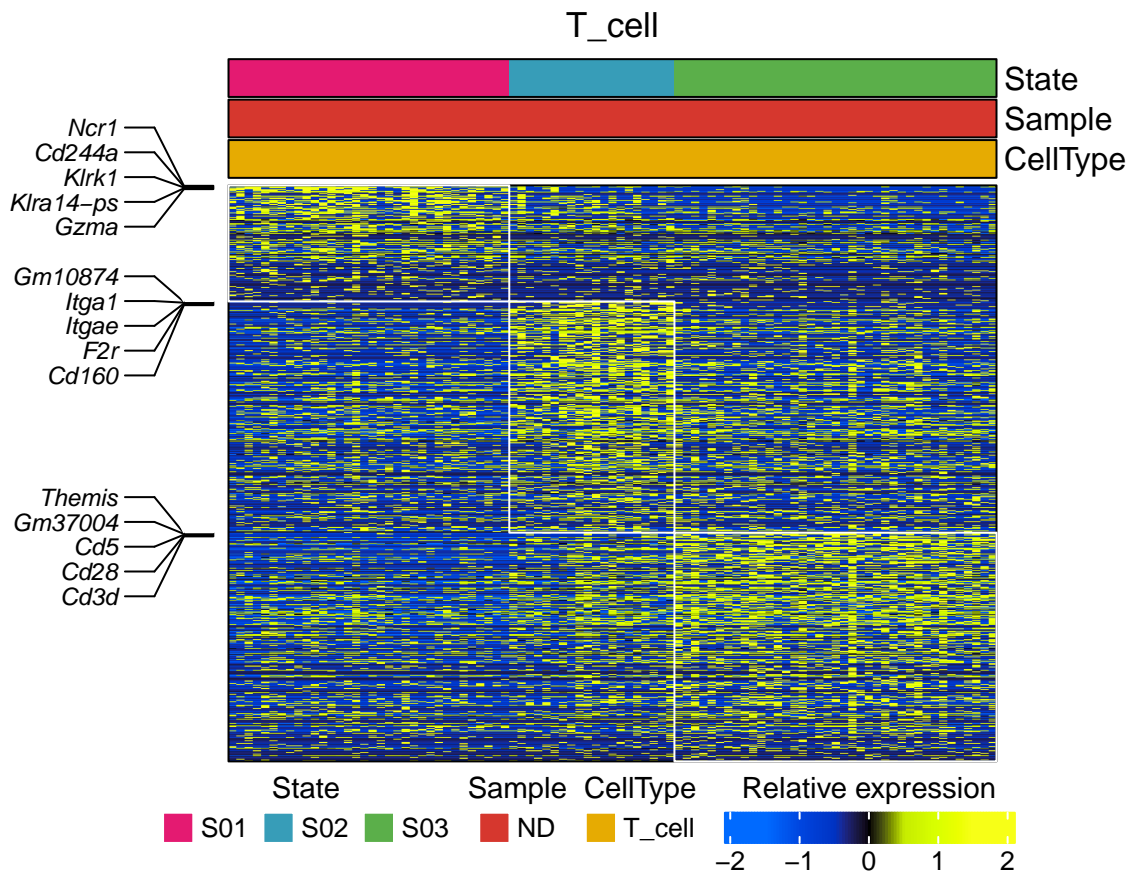 T_cell
State
Sample
CellType
Ncr1
Cd244a
Klrk1
Klra14−ps
Gzma
Gm10874
Itga1
Itgae
F2r
Cd160
Themis
Gm37004
Cd5
Cd28
Cd3d
State Sample CellType Relative expression
S01 S02 S03 ND T_cell
−2 −1 0 1 2